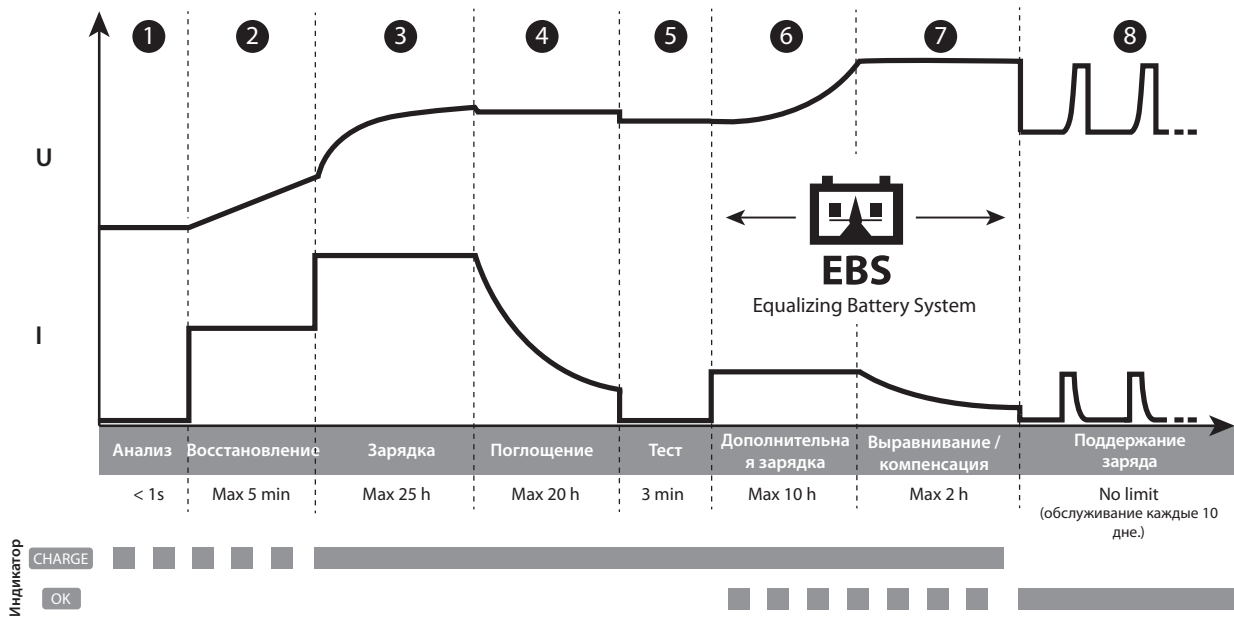 1 2 3 4 5 6 7 8
U
EBS
Equalizing Battery System
I
Анализ
Восстановление
Зарядка
Поглощение
Тест
Дополнительна
я зарядка
Выравнивание /
компенсация
Поддержание
заряда
< 1s
Max 5 min
Max 25 h
Max 20 h
3 min
Max 10 h
Max 2 h
No limit
(обслуживание каждые 10
дне.)
Индикатор
CHARGE
OK